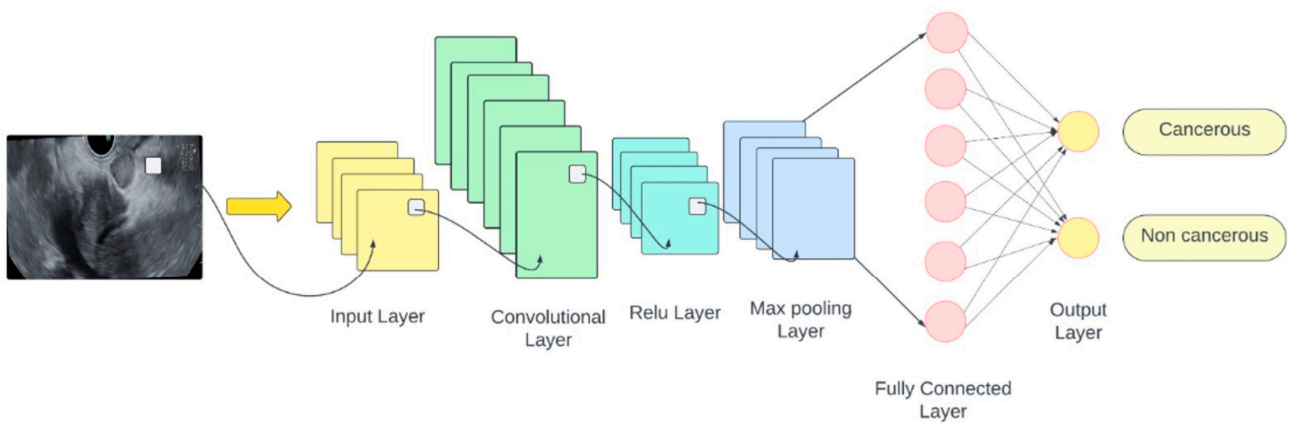 Cancerous
Non cancerous
Input Layer
Convolutional
Layer
Relu Layer
Max pooling
Layer
Output
Layer
Fully Connected
Layer